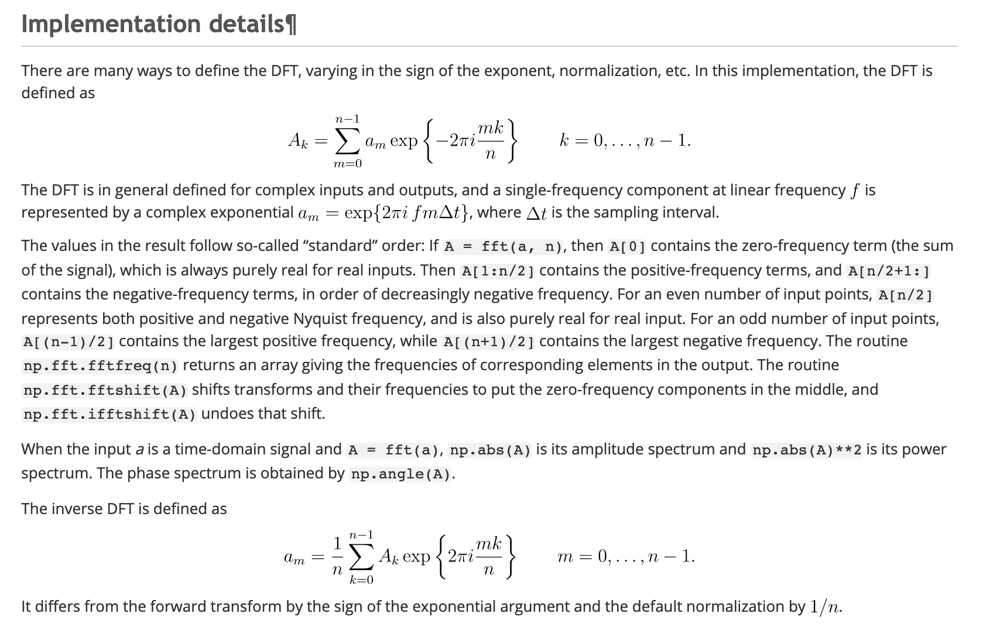 Implementation details¶
There are many ways to define the DFT, varying in the sign of the exponent, normalization, etc. In this implementation, the DFT is
defined as
A_k = \sum_{m=0}^{n-1} a_m \exp\left\{-2\pi i \frac{mk}{n}\right\} \qquad k = 0, \ldots, n-1.
The DFT is in general defined for complex inputs and outputs, and a single-frequency component at linear frequency f is
represented by a complex exponential a_m = \exp\{2\pi i f m\Delta t\}, where \Delta t is the sampling interval.
The values in the result follow so-called “standard” order: If A = fft(a, n), then A[0] contains the zero-frequency term (the sum
of the signal), which is always purely real for real inputs. Then A[1:n/2] contains the positive-frequency terms, and A[n/2+1:]
contains the negative-frequency terms, in order of decreasingly negative frequency. For an even number of input points, A[n/2]
represents both positive and negative Nyquist frequency, and is also purely real for real input. For an odd number of input points,
A[(n-1)/2] contains the largest positive frequency, while A[(n+1)/2] contains the largest negative frequency. The routine
np.fft.fftfreq(n) returns an array giving the frequencies of corresponding elements in the output. The routine
np.fft.fftshift(A) shifts transforms and their frequencies to put the zero-frequency components in the middle, and
np.fft.ifftshift(A) undoes that shift.
When the input a is a time-domain signal and A = fft(a), np.abs(A) is its amplitude spectrum and np.abs(A)**2 is its power
spectrum. The phase spectrum is obtained by np.angle(A).
The inverse DFT is defined as
a_m = \frac{1}{n} \sum_{k=0}^{n-1} A_k \exp\left\{2\pi i \frac{mk}{n}\right\} \qquad m = 0, \ldots, n-1.
It differs from the forward transform by the sign of the exponential argument and the default normalization by 1/n.